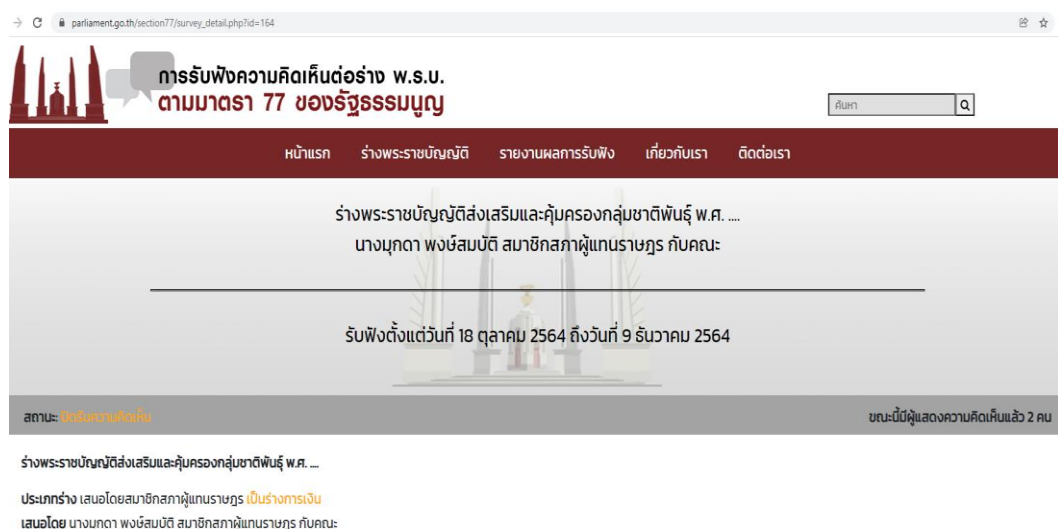 parliament.go.th/section77/survey_detail.php?id=164
การรับฟังความคิดเห็นต่อร่าง พ.ร.บ.
ตามมาตรา 77 ของรัฐธรรมนูญ
ค้นหา
หน้าแรก ร่างพระราชบัญญัติ รายงานผลการรับฟัง เกี่ยวกับเรา ติดต่อเรา
ร่างพระราชบัญญัติส่งเสริมและคุ้มครองกลุ่มชาติพันธุ์ พ.ศ. ....
นางมุกดา พงษ์สมบัติ สมาชิกสภาผู้แทนราษฎร กับคณะ
รับฟังตั้งแต่วันที่ 18 ตุลาคม 2564 ถึงวันที่ 9 ธันวาคม 2564
สถานะ: ปิดรับความคิดเห็น ขณะนี้มีผู้แสดงความคิดเห็นแล้ว 2 คน
ร่างพระราชบัญญัติส่งเสริมและคุ้มครองกลุ่มชาติพันธุ์ พ.ศ. ....
ประเภทร่าง เสนอโดยสมาชิกสภาผู้แทนราษฎร เป็นร่างการเงิน
เสนอโดย นางมุกดา พงษ์สมบัติ สมาชิกสภาผู้แทนราษฎร กับคณะ